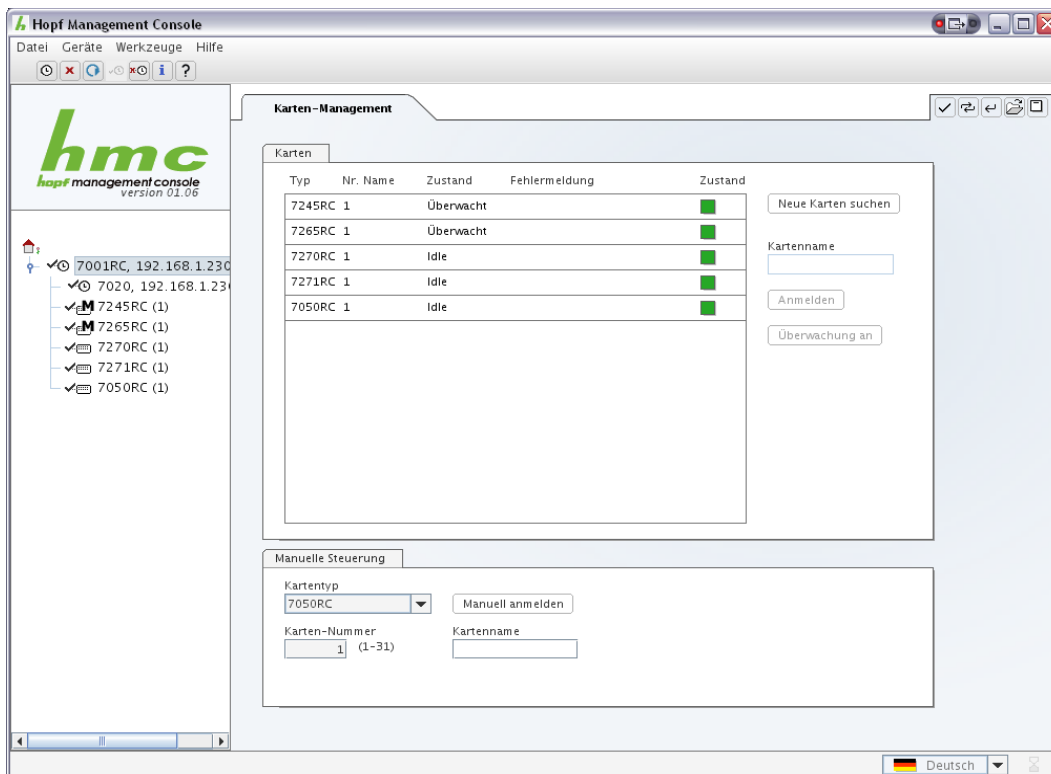 Hopf Management Console
Datei Geräte Werkzeuge Hilfe
hmc
hopf management console
version 01.06
7001RC, 192.168.1.230
7020, 192.168.1.23
M 7245RC (1)
M 7265RC (1)
7270RC (1)
7271RC (1)
7050RC (1)
Karten-Management
Karten
Typ Nr. Name Zustand Fehlermeldung Zustand
7245RC 1 Überwacht
7265RC 1 Überwacht
7270RC 1 Idle
7271RC 1 Idle
7050RC 1 Idle
Neue Karten suchen
Kartenname
Anmelden
Überwachung an
Manuelle Steuerung
Kartentyp
7050RC Manuell anmelden
Karten-Nummer Kartenname
1 (1-31)
Deutsch